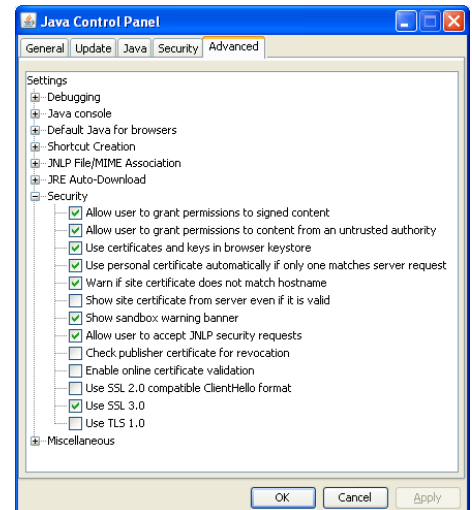 Java Control Panel
General Update Java Security Advanced
Settings
Debugging
Java console
Default Java for browsers
Shortcut Creation
JNLP File/MIME Association
JRE Auto-Download
Security
Allow user to grant permissions to signed content
Allow user to grant permissions to content from an untrusted authority
Use certificates and keys in browser keystore
Use personal certificate automatically if only one matches server request
Warn if site certificate does not match hostname
Show site certificate from server even if it is valid
Show sandbox warning banner
Allow user to accept JNLP security requests
Check publisher certificate for revocation
Enable online certificate validation
Use SSL 2.0 compatible ClientHello format
Use SSL 3.0
Use TLS 1.0
Miscellaneous
OK Cancel Apply